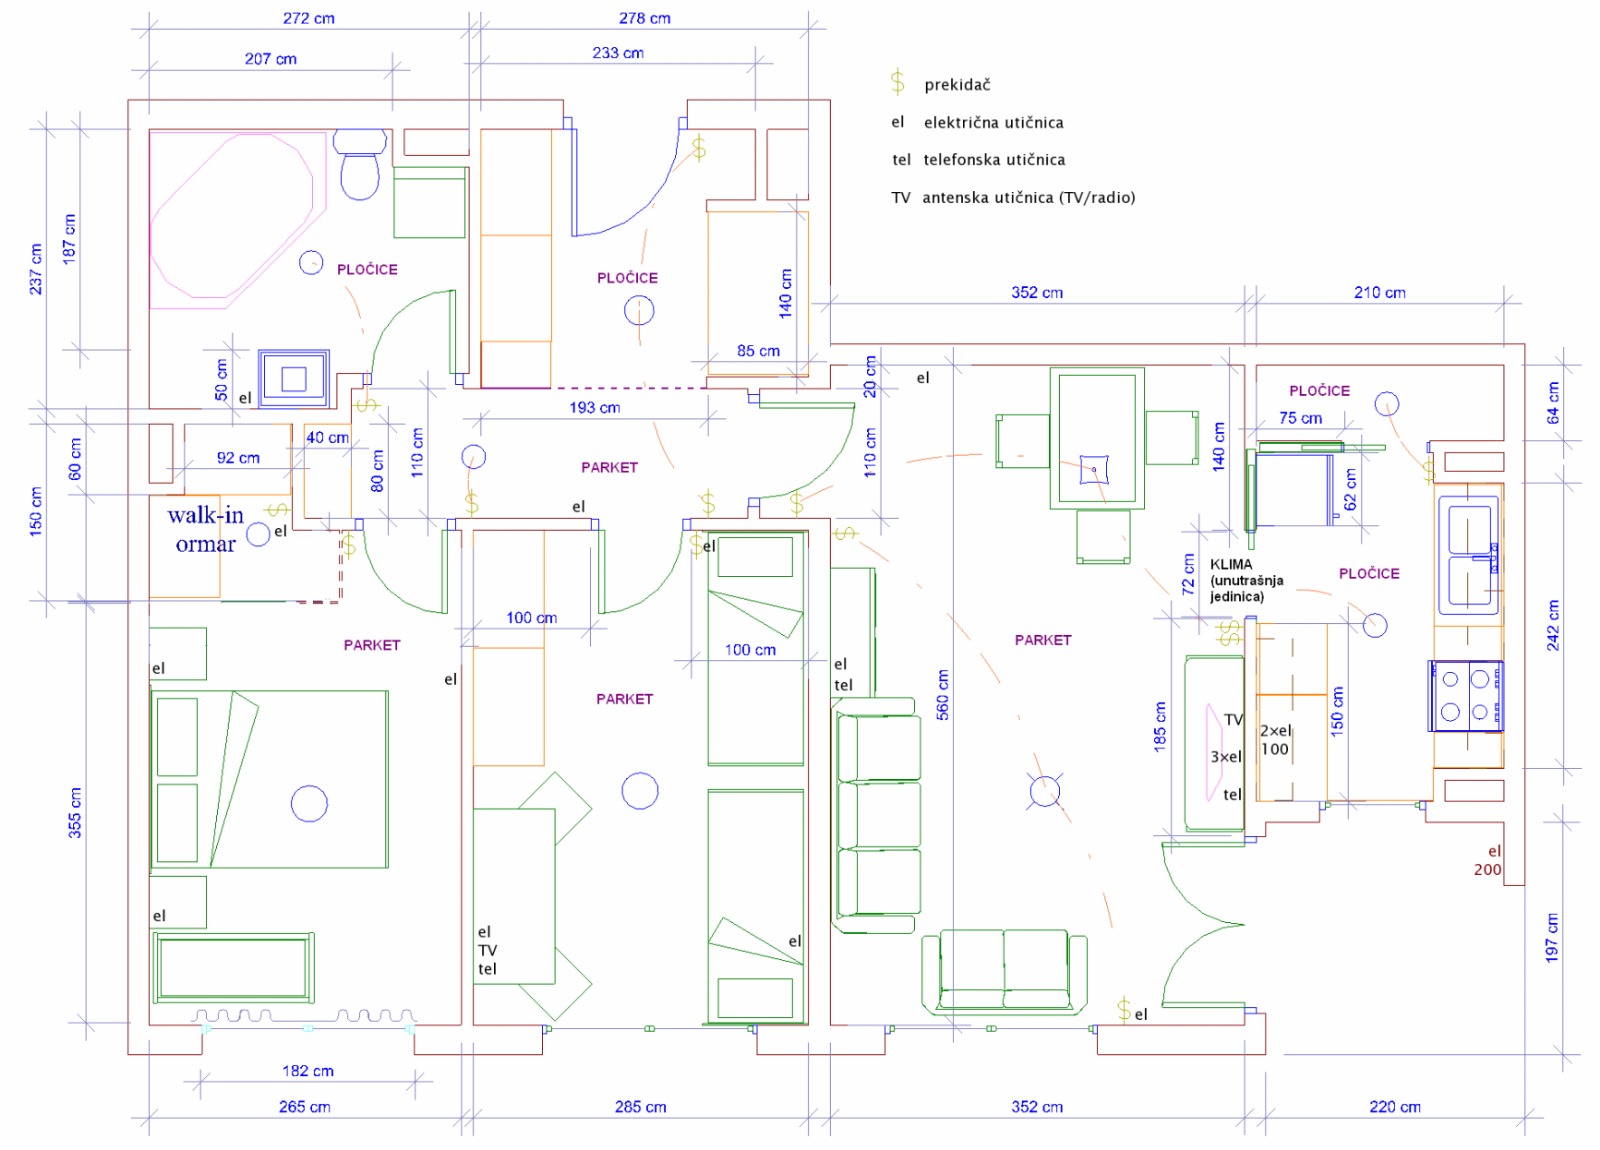 272 cm
278 cm
207 cm
233 cm
$ prekidač
el električna utičnica
tel telefonska utičnica
TV antenska utičnica (TV/radio)
237 cm
187 cm
PLOČICE
PLOČICE
140 cm
85 cm
352 cm
210 cm
50 cm
el
20 cm
el
PLOČICE
75 cm
64 cm
193 cm
40 cm
92 cm
60 cm
80 cm
110 cm
PARKET
110 cm
140 cm
62 cm
150 cm
walk-in
ormar
el
el
el
72 cm
KLIMA
(unutrašnja
jedinica)
PLOČICE
100 cm
100 cm
PARKET
PARKET
242 cm
el
el
el
tel
PARKET
560 cm
185 cm
TV
3×el
tel
2×el
100
150 cm
355 cm
el
el
TV
tel
el
el
200
197 cm
el
182 cm
265 cm
285 cm
352 cm
220 cm